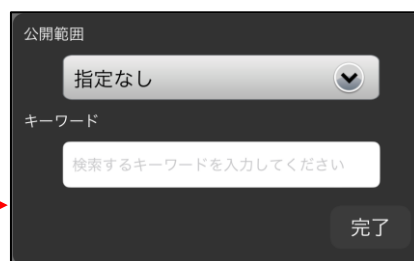 公開範囲
指定なし
キーワード
検索するキーワードを入力してください
完了